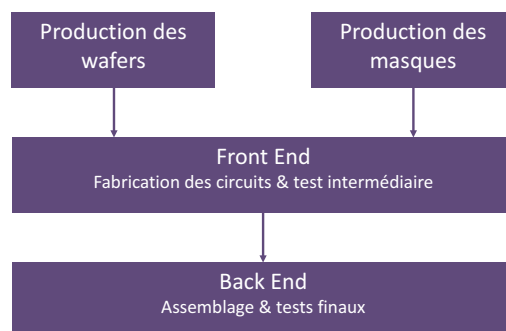 Production des
wafers
Production des
masques
Front End
Fabrication des circuits & test intermédiaire
Back End
Assemblage & tests finaux